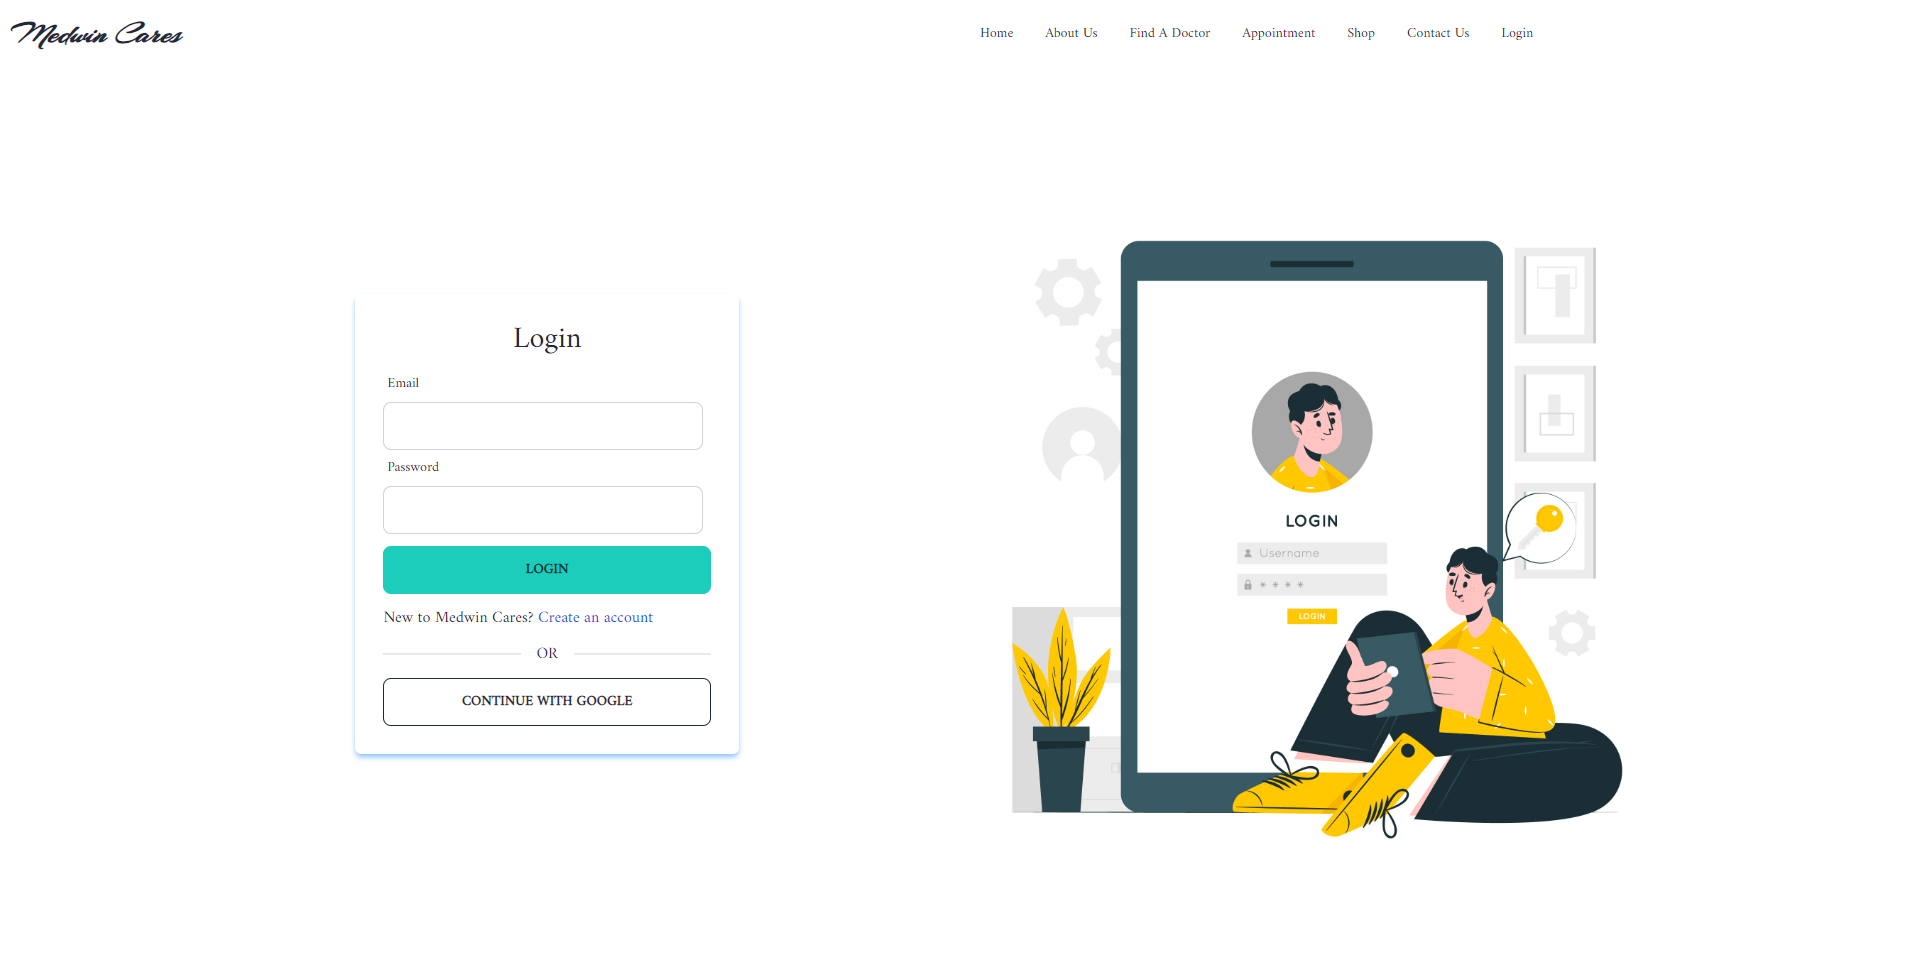 Medwin Cares
Home About Us Find A Doctor Appointment Shop Contact Us Login
Login
Email
Password
LOGIN
New to Medwin Cares? Create an account
OR
CONTINUE WITH GOOGLE
LOGIN
Username
* * * *
LOGIN